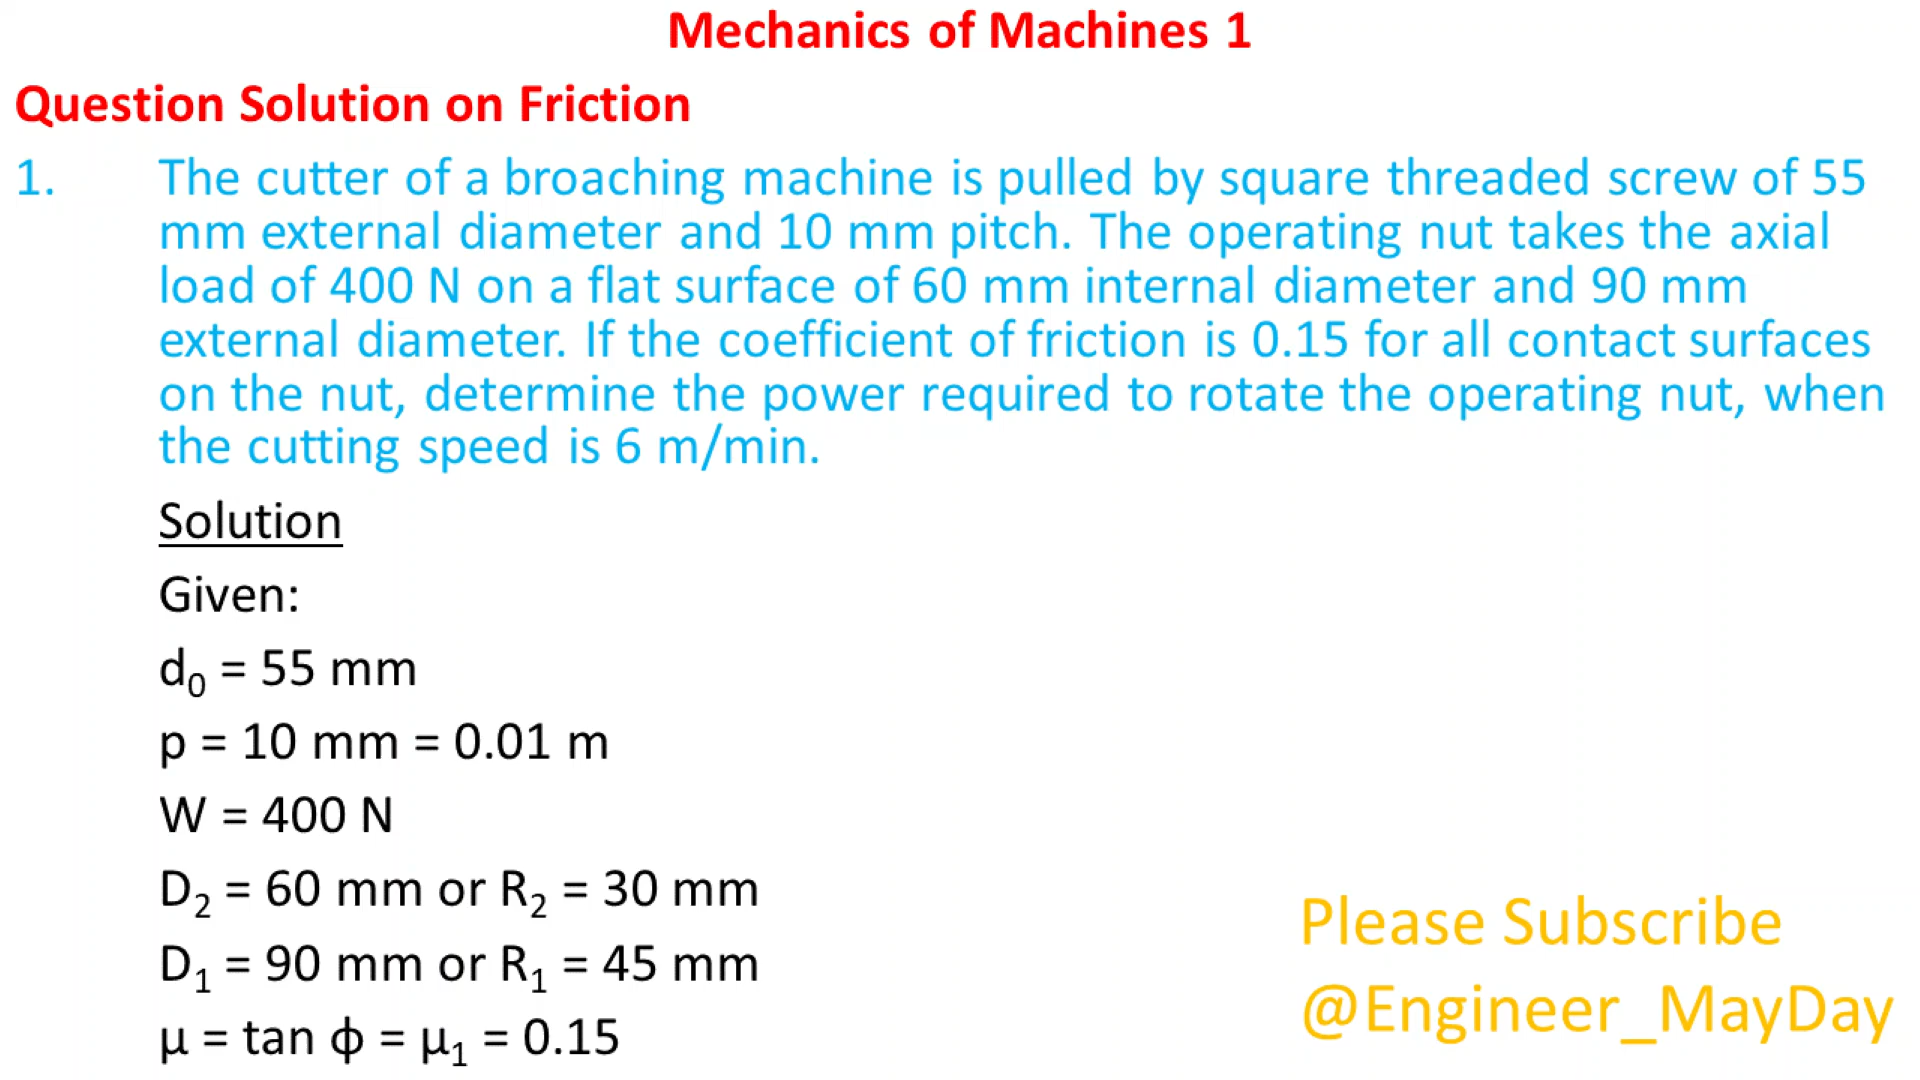 Mechanics of Machines 1
Question Solution on Friction
1. The cutter of a broaching machine is pulled by square threaded screw of 55
mm external diameter and 10 mm pitch. The operating nut takes the axial
load of 400 N on a flat surface of 60 mm internal diameter and 90 mm
external diameter. If the coefficient of friction is 0.15 for all contact surfaces
on the nut, determine the power required to rotate the operating nut, when
the cutting speed is 6 m/min.
Solution
Given:
d₀ = 55 mm
p = 10 mm = 0.01 m
W = 400 N
D₂ = 60 mm or R₂ = 30 mm
D₁ = 90 mm or R₁ = 45 mm
μ = tan ϕ = μ₁ = 0.15
Please Subscribe
@Engineer_MayDay